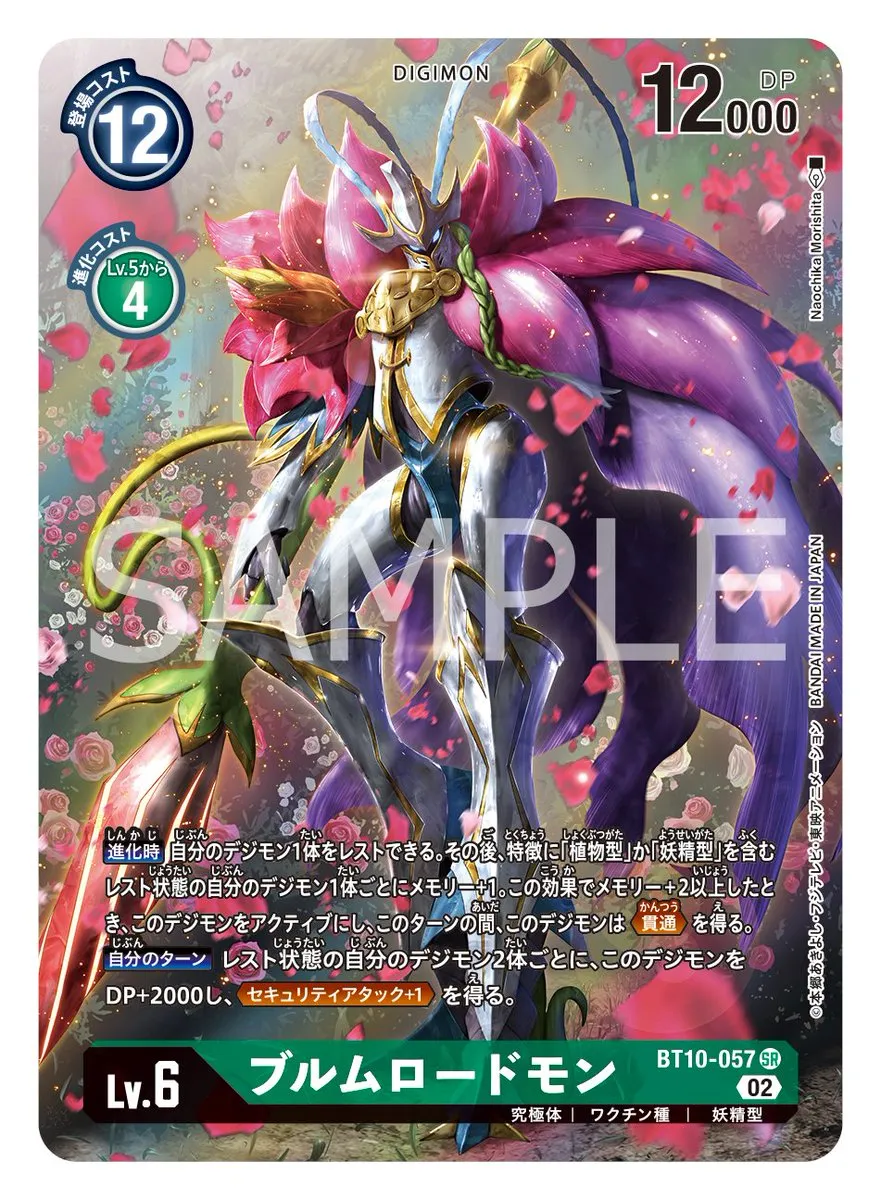 DIGIMON
登場コスト
12
12000
DP
進化コスト
Lv.5から
4
Naochika Morishita
SAMPLE
©本郷あきよし・フジテレビ・東映アニメーション BANDAI MADE IN JAPAN
進化時 自分のデジモン1体をレストできる。その後、特徴に「植物型」か「妖精型」を含む
レスト状態の自分のデジモン1体ごとにメモリー+1。この効果でメモリー+2以上したと
き、このデジモンをアクティブにし、このターンの間、このデジモンは 貫通 を得る。
自分のターン レスト状態の自分のデジモン2体ごとに、このデジモンを
DP+2000し、セキュリティアタック+1 を得る。
Lv.6
ブルムロードモン
BT10-057 SR
02
究極体 | ワクチン種 | 妖精型